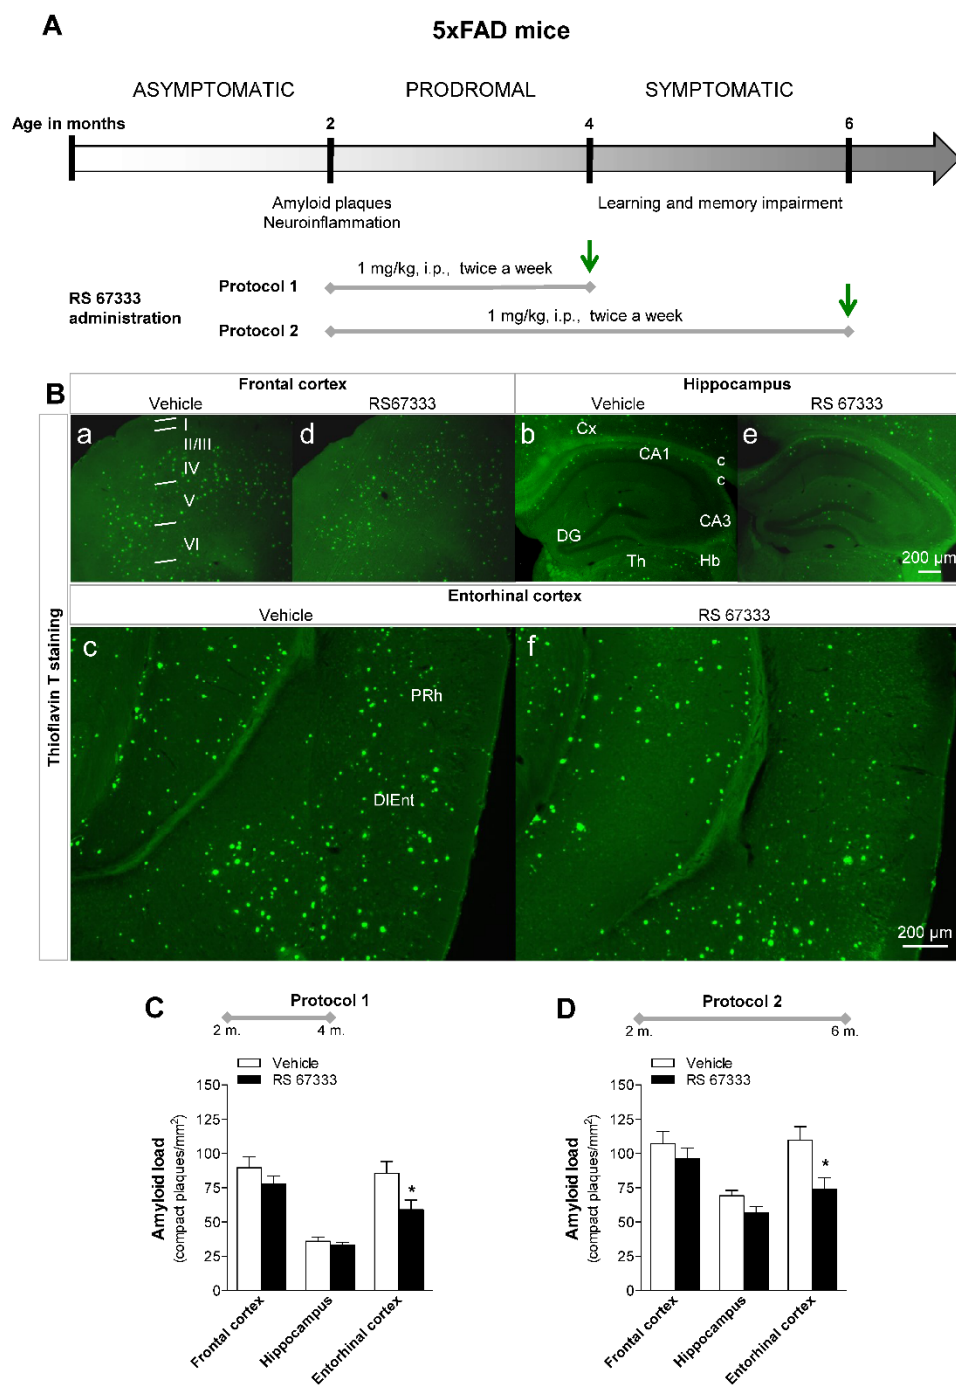 A
5xFAD mice
ASYMPTOMATIC PRODROMAL SYMPTOMATIC
Age in months 2 4 6
Amyloid plaques
Neuroinflammation
Learning and memory impairment
RS 67333
administration
Protocol 1 1 mg/kg, i.p., twice a week
Protocol 2 1 mg/kg, i.p., twice a week
B
Frontal cortex Hippocampus
Vehicle RS67333 Vehicle RS 67333
Thioflavin T staining
a
I
II/III
IV
V
VI
d
b
Cx
CA1
c
c
CA3
DG
Th
Hb
e
200 µm
Entorhinal cortex
Vehicle RS 67333
c
PRh
DIEnt
f
200 µm
C
Protocol 1
2 m. 4 m.
Vehicle
RS 67333
Amyloid load
(compact plaques/mm²)
150
125
100
75
50
25
0
*
Frontal cortex
Hippocampus
Entorhinal cortex
D
Protocol 2
2 m. 6 m.
Vehicle
RS 67333
Amyloid load
(compact plaques/mm²)
150
125
100
75
50
25
0
*
Frontal cortex
Hippocampus
Entorhinal cortex